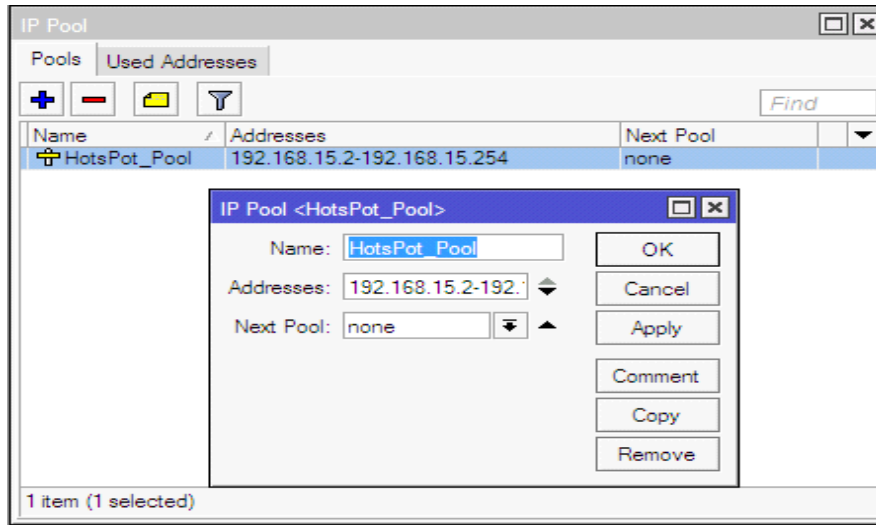 IP Pool
Pools Used Addresses
Find
Name Addresses Next Pool
HotsPot_Pool 192.168.15.2-192.168.15.254 none
IP Pool <HotsPot_Pool>
Name: HotsPot_Pool OK
Addresses: 192.168.15.2-192. Cancel
Next Pool: none Apply
Comment
Copy
Remove
1 item (1 selected)